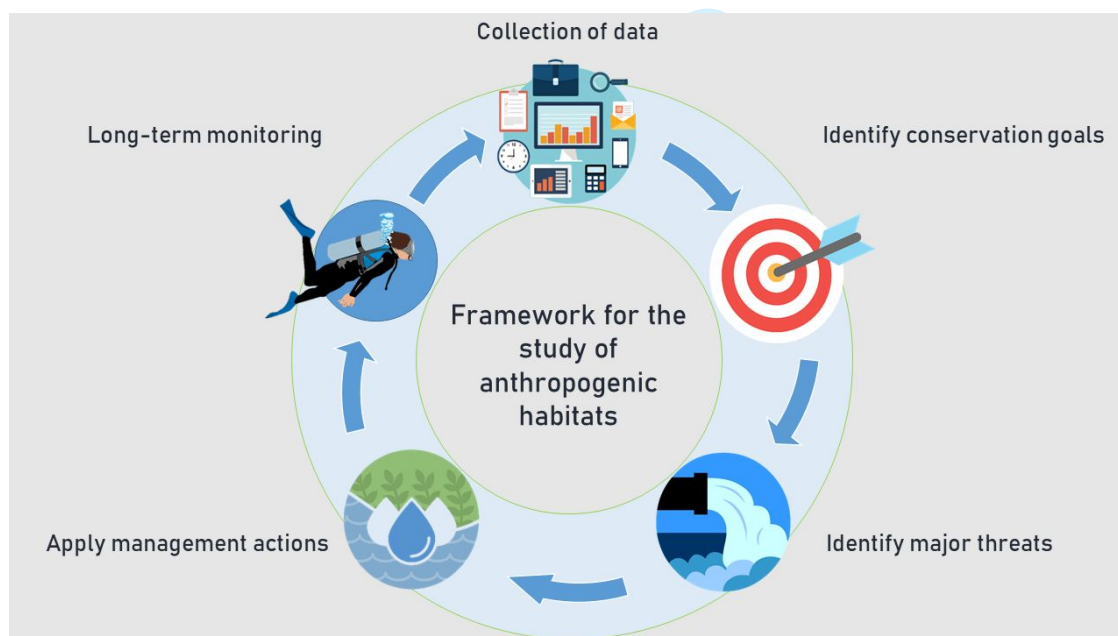 Collection of data
Long-term monitoring
Identify conservation goals
Framework for the
study of
anthropogenic
habitats
Apply management actions
Identify major threats